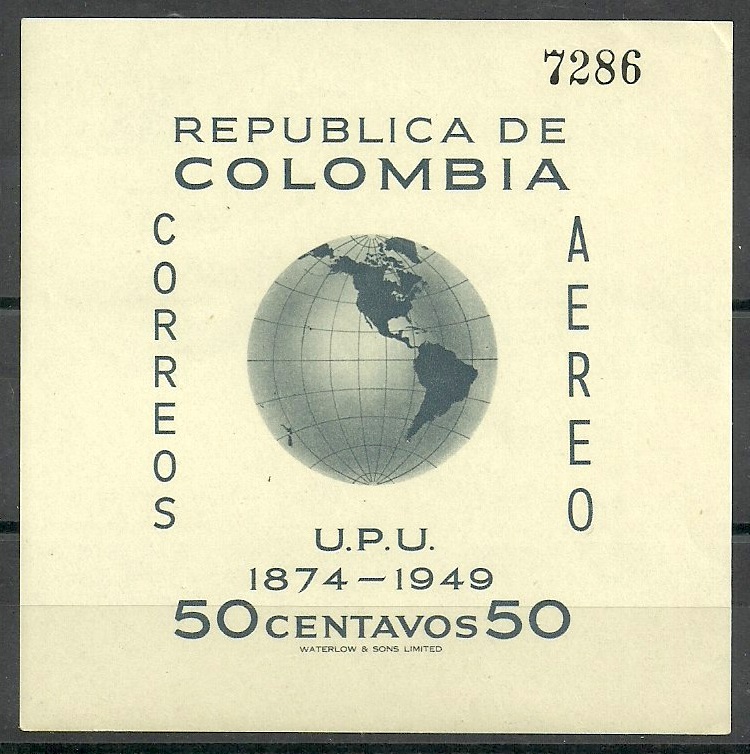 7286
REPUBLICA DE
COLOMBIA
CORREOS
AEREO
U.P.U.
1874-1949
50 CENTAVOS 50
WATERLOW & SONS LIMITED